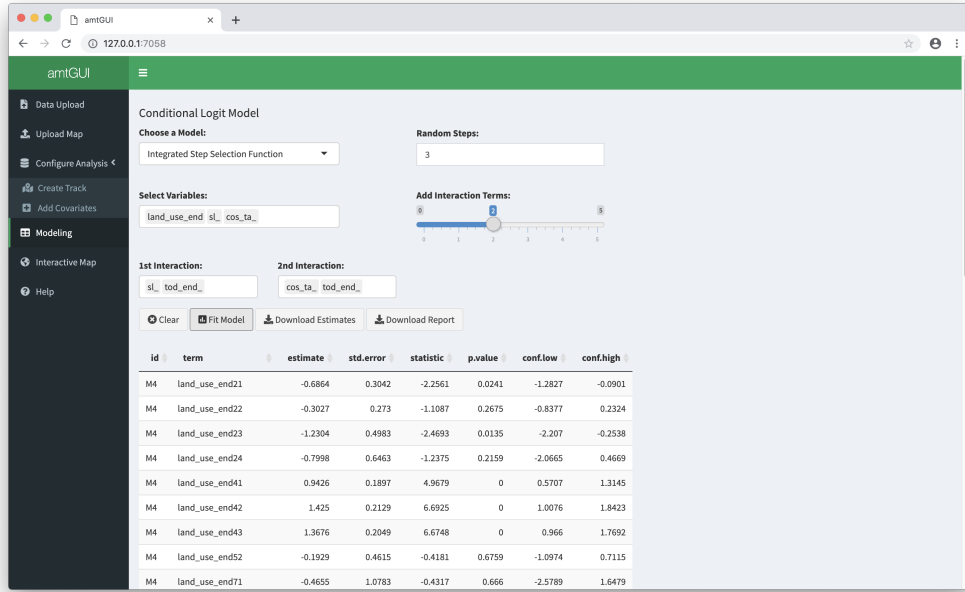 amtGUI
127.0.0.1:7058
amtGUI
Data Upload
Upload Map
Configure Analysis
Create Track
Add Covariates
Modeling
Interactive Map
Help
Conditional Logit Model
Choose a Model: Random Steps:
Integrated Step Selection Function 3
Select Variables: Add Interaction Terms:
land_use_end sl_ cos_ta_
0 2 5
0 1 2 3 4 5
1st Interaction: 2nd Interaction:
sl_ tod_end_ cos_ta_ tod_end_
Clear Fit Model Download Estimates Download Report
id term estimate std.error statistic p.value conf.low conf.high
M4 land_use_end21 -0.6864 0.3042 -2.2561 0.0241 -1.2827 -0.0901
M4 land_use_end22 -0.3027 0.273 -1.1087 0.2675 -0.8377 0.2324
M4 land_use_end23 -1.2304 0.4983 -2.4693 0.0135 -2.207 -0.2538
M4 land_use_end24 -0.7998 0.6463 -1.2375 0.2159 -2.0665 0.4669
M4 land_use_end41 0.9426 0.1897 4.9679 0 0.5707 1.3145
M4 land_use_end42 1.425 0.2129 6.6925 0 1.0076 1.8423
M4 land_use_end43 1.3676 0.2049 6.6748 0 0.966 1.7692
M4 land_use_end52 -0.1929 0.4615 -0.4181 0.6759 -1.0974 0.7115
M4 land_use_end71 -0.4655 1.0783 -0.4317 0.666 -2.5789 1.6479